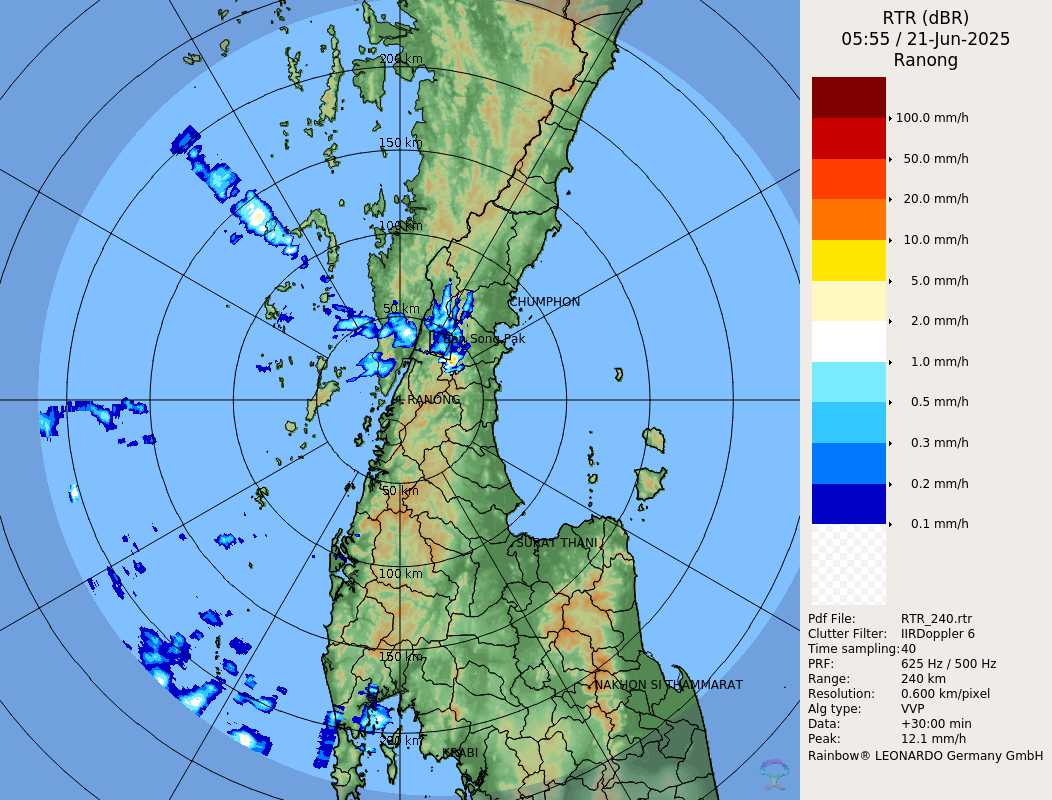 RTR (dBR)
05:55 / 21-Jun-2025
Ranong
100.0 mm/h
50.0 mm/h
20.0 mm/h
10.0 mm/h
5.0 mm/h
2.0 mm/h
1.0 mm/h
0.5 mm/h
0.3 mm/h
0.2 mm/h
0.1 mm/h
Pdf File: RTR_240.rtr
Clutter Filter: IIRDoppler 6
Time sampling:40
PRF: 625 Hz / 500 Hz
Range: 240 km
Resolution: 0.600 km/pixel
Alg type: VVP
Data: +30:00 min
Peak: 12.1 mm/h
Rainbow® LEONARDO Germany GmbH
200 km
150 km
100 km
50 km
CHUMPHON
Ban Song Pak
RANONG
50 km
SURAT THANI
100 km
150 km
NAKHON SI THAMMARAT
200 km
KRABI